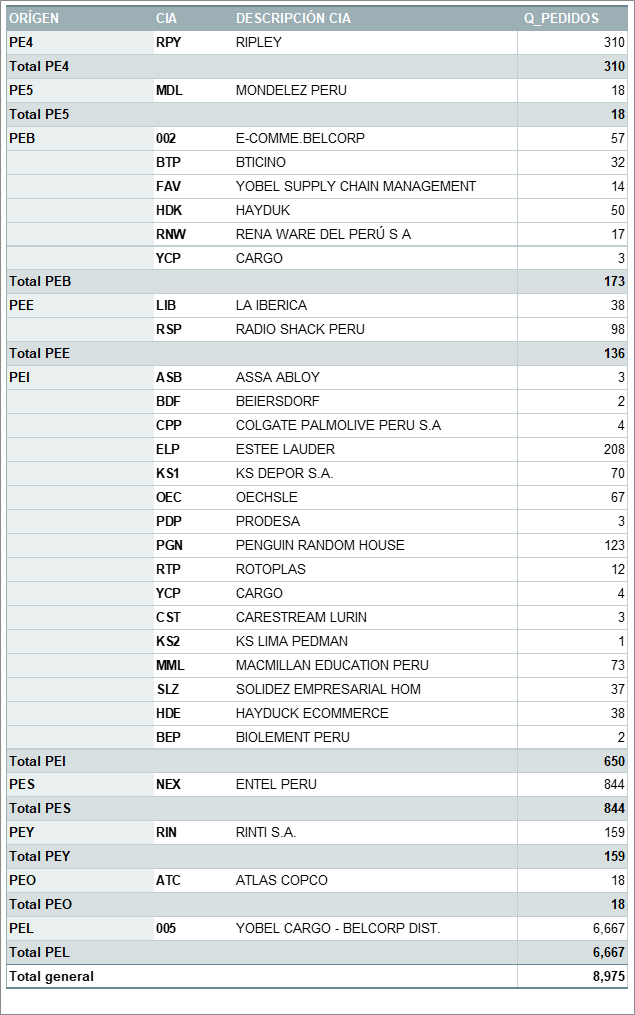 ORÍGEN CIA DESCRIPCIÓN CIA Q_PEDIDOS
PE4 RPY RIPLEY 310
Total PE4 310
PE5 MDL MONDELEZ PERU 18
Total PE5 18
PEB 002 E-COMME.BELCORP 57
BTP BTICINO 32
FAV YOBEL SUPPLY CHAIN MANAGEMENT 14
HDK HAYDUK 50
RNW RENA WARE DEL PERÚ S A 17
YCP CARGO 3
Total PEB 173
PEE LIB LA IBERICA 38
RSP RADIO SHACK PERU 98
Total PEE 136
PEI ASB ASSA ABLOY 3
BDF BEIERSDORF 2
CPP COLGATE PALMOLIVE PERU S.A 4
ELP ESTEE LAUDER 208
KS1 KS DEPOR S.A. 70
OEC OECHSLE 67
PDP PRODESA 3
PGN PENGUIN RANDOM HOUSE 123
RTP ROTOPLAS 12
YCP CARGO 4
CST CARESTREAM LURIN 3
KS2 KS LIMA PEDMAN 1
MML MACMILLAN EDUCATION PERU 73
SLZ SOLIDEZ EMPRESARIAL HOM 37
HDE HAYDUCK ECOMMERCE 38
BEP BIOLEMENT PERU 2
Total PEI 650
PES NEX ENTEL PERU 844
Total PES 844
PEY RIN RINTI S.A. 159
Total PEY 159
PEO ATC ATLAS COPCO 18
Total PEO 18
PEL 005 YOBEL CARGO - BELCORP DIST. 6,667
Total PEL 6,667
Total general 8,975